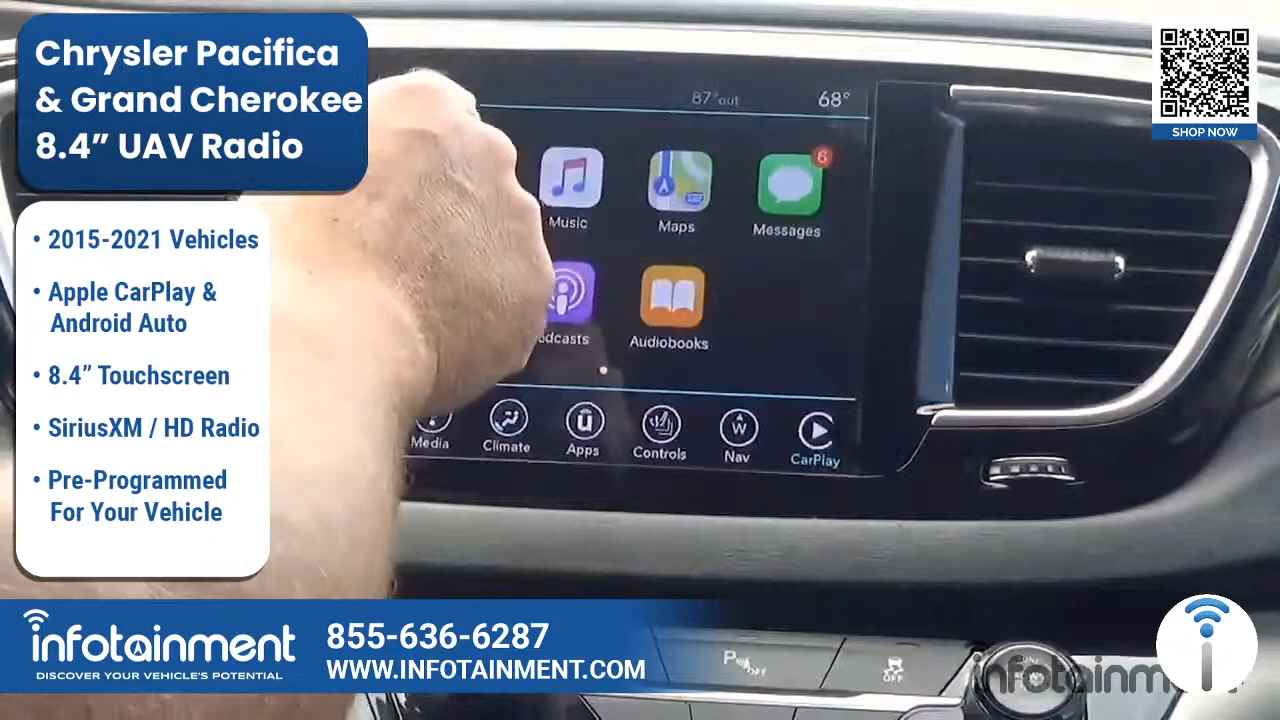 Chrysler Pacifica
& Grand Cherokee
8.4” UAV Radio
SHOP NOW
• 2015-2021 Vehicles
• Apple CarPlay &
Android Auto
• 8.4” Touchscreen
• SiriusXM / HD Radio
• Pre-Programmed
For Your Vehicle
87°out
68°
6
Music
Maps
Messages
Audiobooks
Media
Climate
Apps
Controls
W
Nav
CarPlay
P OFF
OFF
infotainment
DISCOVER YOUR VEHICLE'S POTENTIAL
855-636-6287
WWW.INFOTAINMENT.COM